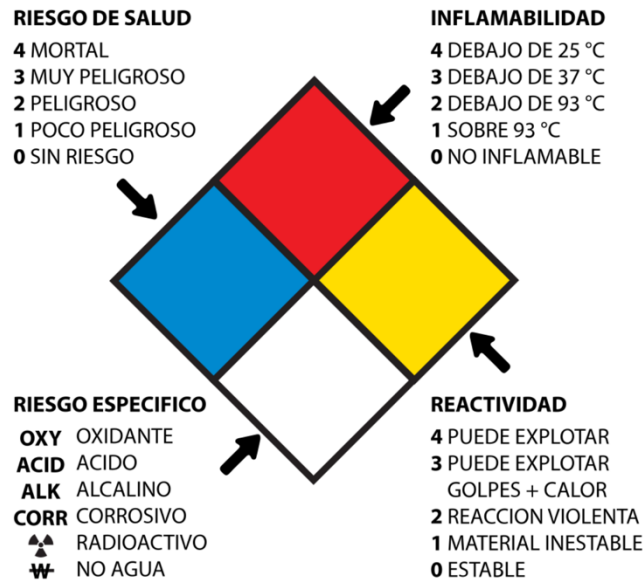 RIESGO DE SALUD
4 MORTAL
3 MUY PELIGROSO
2 PELIGROSO
1 POCO PELIGROSO
0 SIN RIESGO
INFLAMABILIDAD
4 DEBAJO DE 25 °C
3 DEBAJO DE 37 °C
2 DEBAJO DE 93 °C
1 SOBRE 93 °C
0 NO INFLAMABLE
RIESGO ESPECIFICO
OXY OXIDANTE
ACID ACIDO
ALK ALCALINO
CORR CORROSIVO
☢ RADIOACTIVO
W̶ NO AGUA
REACTIVIDAD
4 PUEDE EXPLOTAR
3 PUEDE EXPLOTAR
GOLPES + CALOR
2 REACCION VIOLENTA
1 MATERIAL INESTABLE
0 ESTABLE